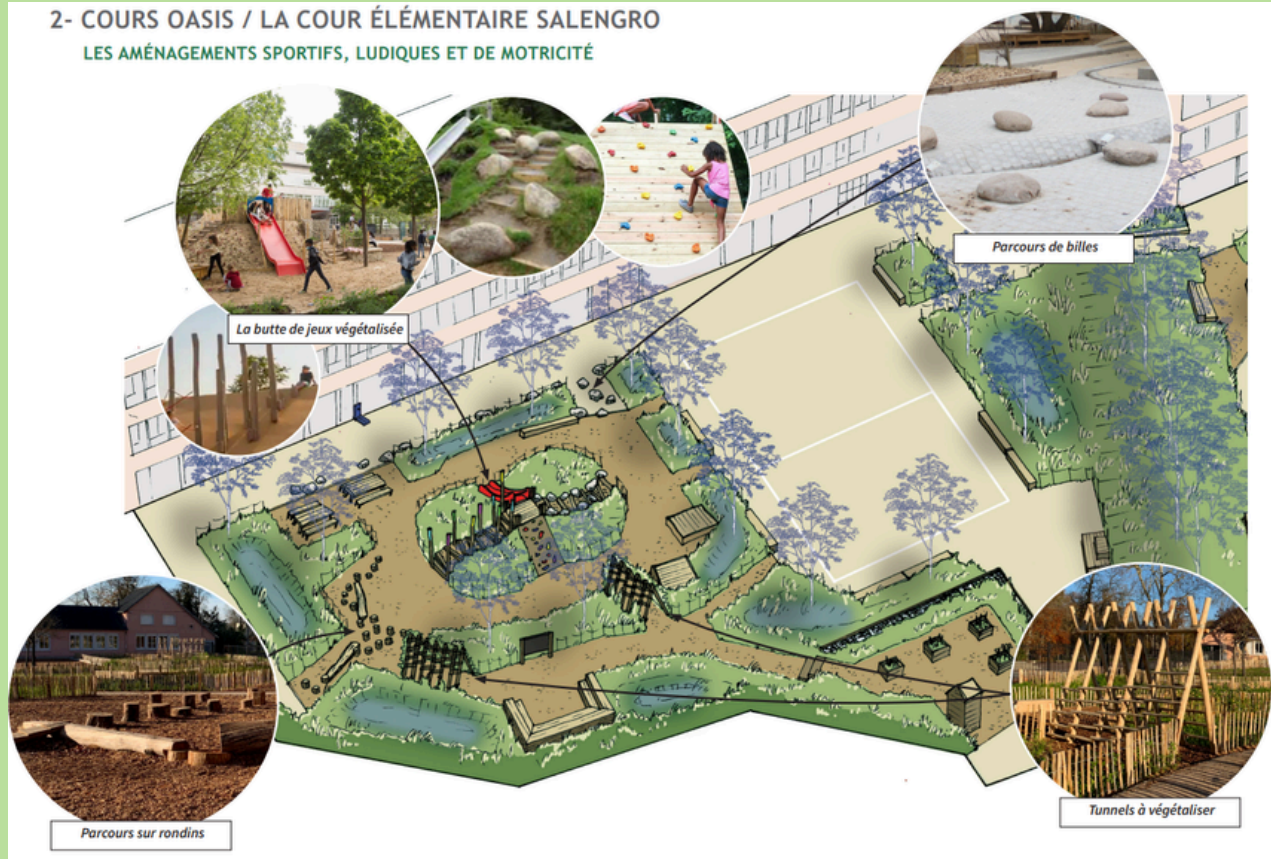 2- COURS OASIS / LA COUR ÉLÉMENTAIRE SALENGRO
LES AMÉNAGEMENTS SPORTIFS, LUDIQUES ET DE MOTRICITÉ
Parcours de billes
La butte de jeux végétalisée
Parcours sur rondins
Tunnels à végétaliser